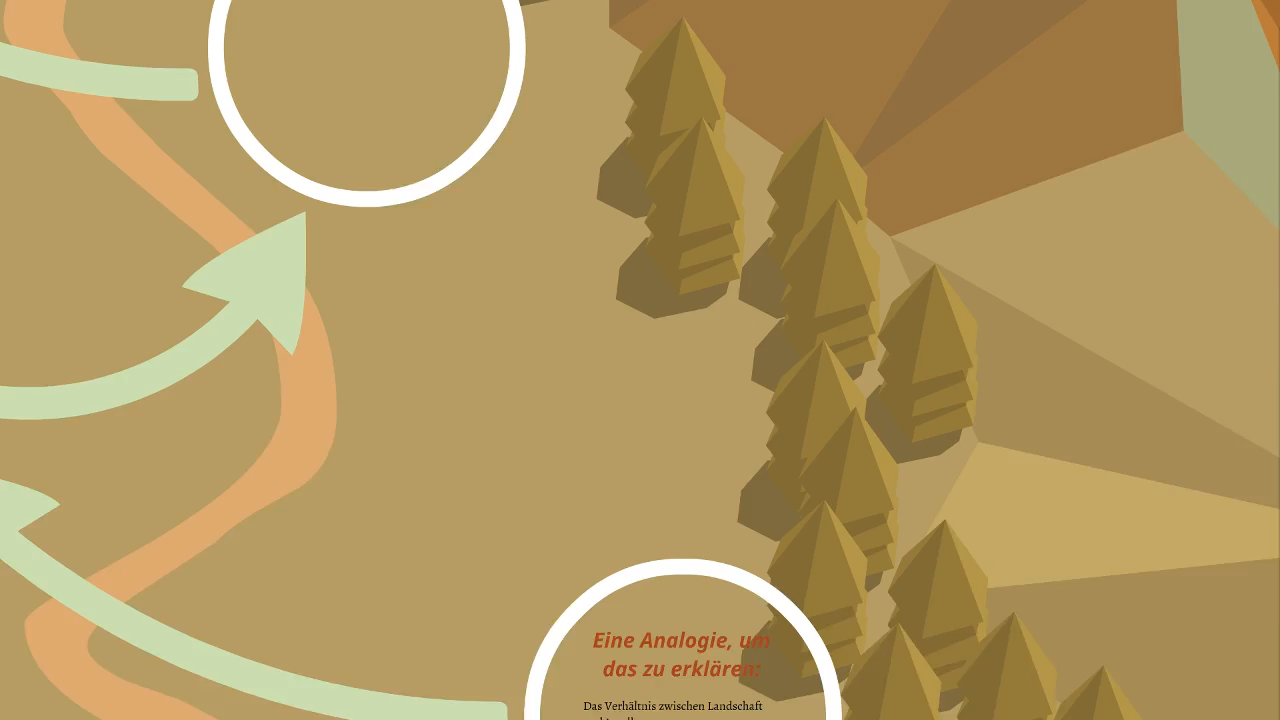 Eine Analogie, um
das zu erklären:
Das Verhältnis zwischen Landschaft